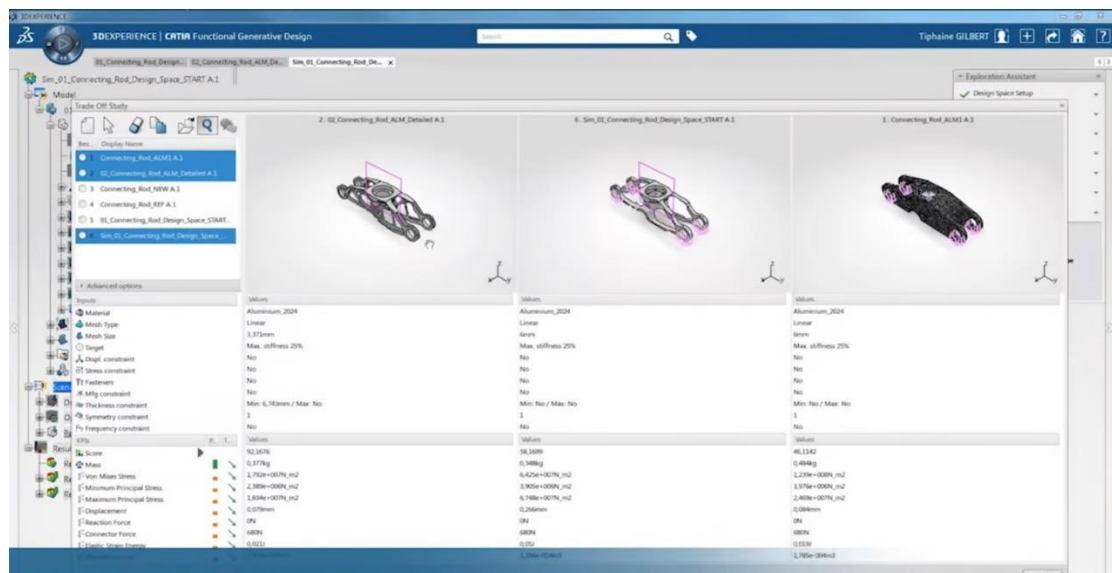 3DEXPERIENCE
3DEXPERIENCE | CATIA Functional Generative Design
Search
Tiphaine GILBERT
01_Connecting_Rod_Design... 02_Connecting_Rod_ALM_De... Sim_01_Connecting_Rod_De... x
Sim_01_Connecting_Rod_Design_Space_START A.1
Exploration Assistant
Model
Design Space Setup
Trade Off Study
Bes... Display Name
1 Connecting_Rod_ALM1 A.1
2 02_Connecting_Rod_ALM_Detailed A.1
3 Connecting_Rod_NEW A.1
4 Connecting_Rod_REF A.1
5 01_Connecting_Rod_Design_Space_START...
Sim_01_Connecting_Rod_Design_Space_...
2. 02_Connecting_Rod_ALM_Detailed A.1
6. Sim_01_Connecting_Rod_Design_Space_START A.1
1. Connecting_Rod_ALM1 A.1
Advanced options
Inputs Values Values Values
Material Aluminium_2024 Aluminium_2024 Aluminium_2024
Mesh Type Linear Linear Linear
Mesh Size 3,371mm 6mm 6mm
Target Max. stiffness 25% Max. stiffness 25% Max. stiffness 25%
Displ. constraint No No No
Stress constraint No No No
Fasteners No No No
Mfg constraint No No No
Thickness constraint Min: 6,743mm / Max: No Min: No / Max: No Min: No / Max: No
Symmetry constraint 1 1 1
Frequency constraint No No No
KPIs P... T... Values Values Values
Score 92,1676 58,1689 46,1142
Mass 0,377kg 0,348kg 0,484kg
Von Mises Stress 1,792e+007N_m2 6,425e+007N_m2 1,239e+008N_m2
Minimum Principal Stress 2,389e+006N_m2 3,905e+006N_m2 3,976e+006N_m2
Maximum Principal Stress 1,834e+007N_m2 6,748e+007N_m2 2,469e+007N_m2
Displacement 0,079mm 0,266mm 0,084mm
Reaction Force 0N 0N 0N
Connector Force 680N 680N 680N
Elastic Strain Energy 0,021J 0,05J 0,019J
1,785e-004m3